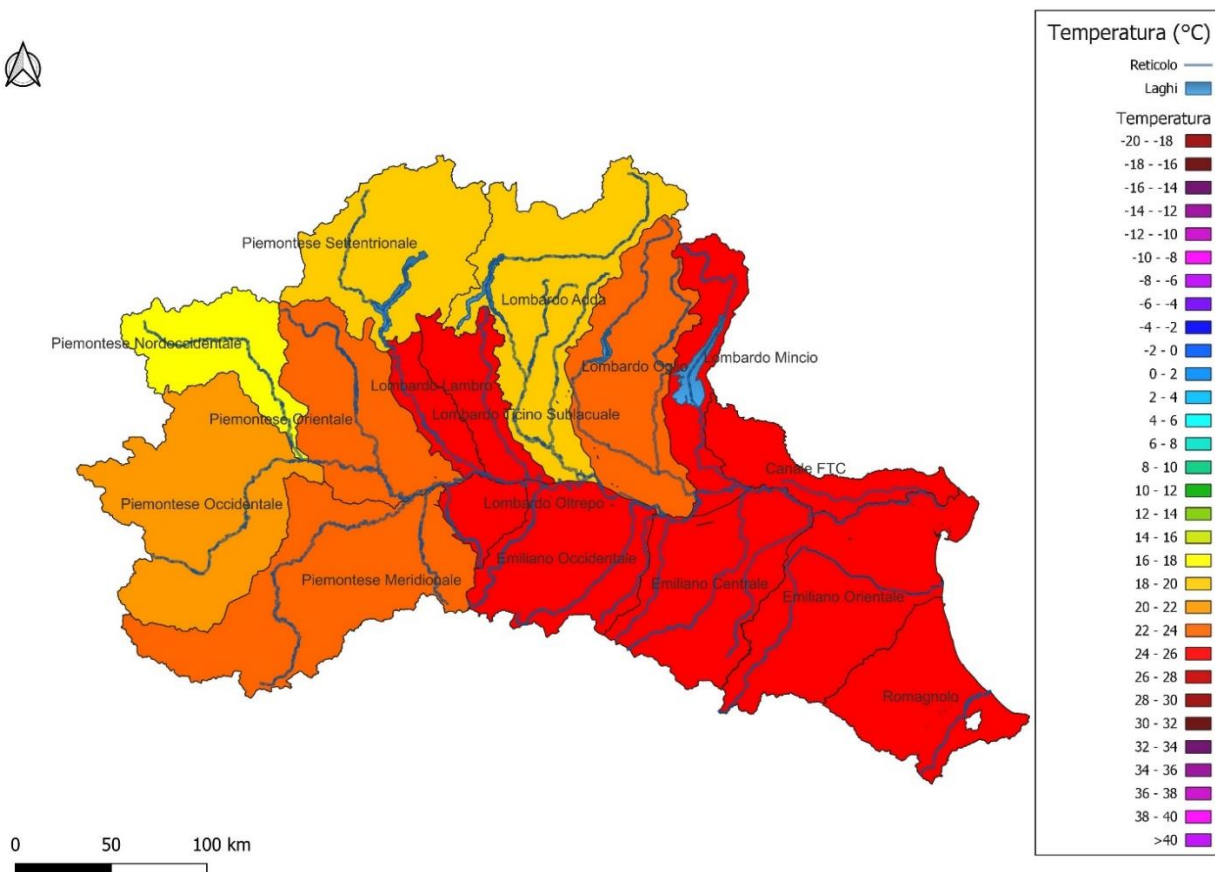 Temperatura (°C)
Reticolo
Laghi
Temperatura
-20 - -18
-18 - -16
-16 - -14
-14 - -12
-12 - -10
-10 - -8
-8 - -6
-6 - -4
-4 - -2
-2 - 0
0 - 2
2 - 4
4 - 6
6 - 8
8 - 10
10 - 12
12 - 14
14 - 16
16 - 18
18 - 20
20 - 22
22 - 24
24 - 26
26 - 28
28 - 30
30 - 32
32 - 34
34 - 36
36 - 38
38 - 40
>40
Piemontese Settentrionale
Lombardo Adda
Piemontese Nordoccidentale
Lombardo Mincio
Lombardo Oglio
Lombardo Lambro
Lombardo Ticino Sublacuale
Piemontese Orientale
Canale FTC
Piemontese Occidentale
Lombardo Oltrepo
Emiliano Occidentale
Piemontese Meridionale
Emiliano Centrale
Emiliano Orientale
Romagnolo
0 50 100 km